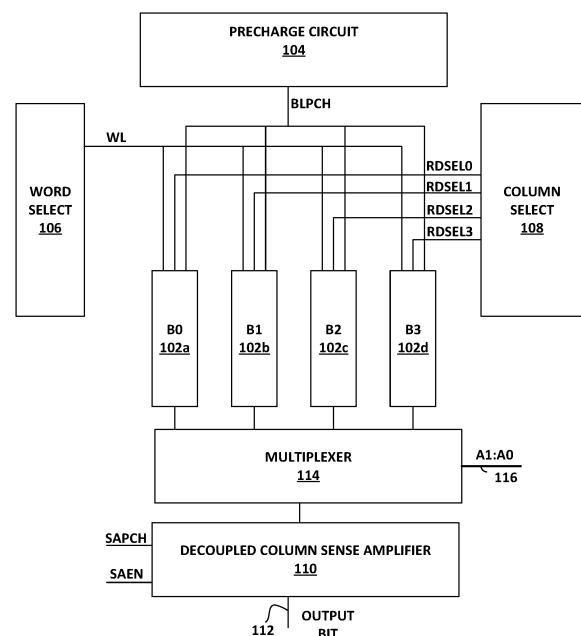 PRECHARGE CIRCUIT
104
BLPCH
WL
WORD
SELECT
106
RDSEL0
RDSEL1
RDSEL2
RDSEL3
COLUMN
SELECT
108
B0
102a
B1
102b
B2
102c
B3
102d
MULTIPLEXER
114
A1:A0
116
SAPCH
SAEN
DECOUPLED COLUMN SENSE AMPLIFIER
110
112
OUTPUT
BIT